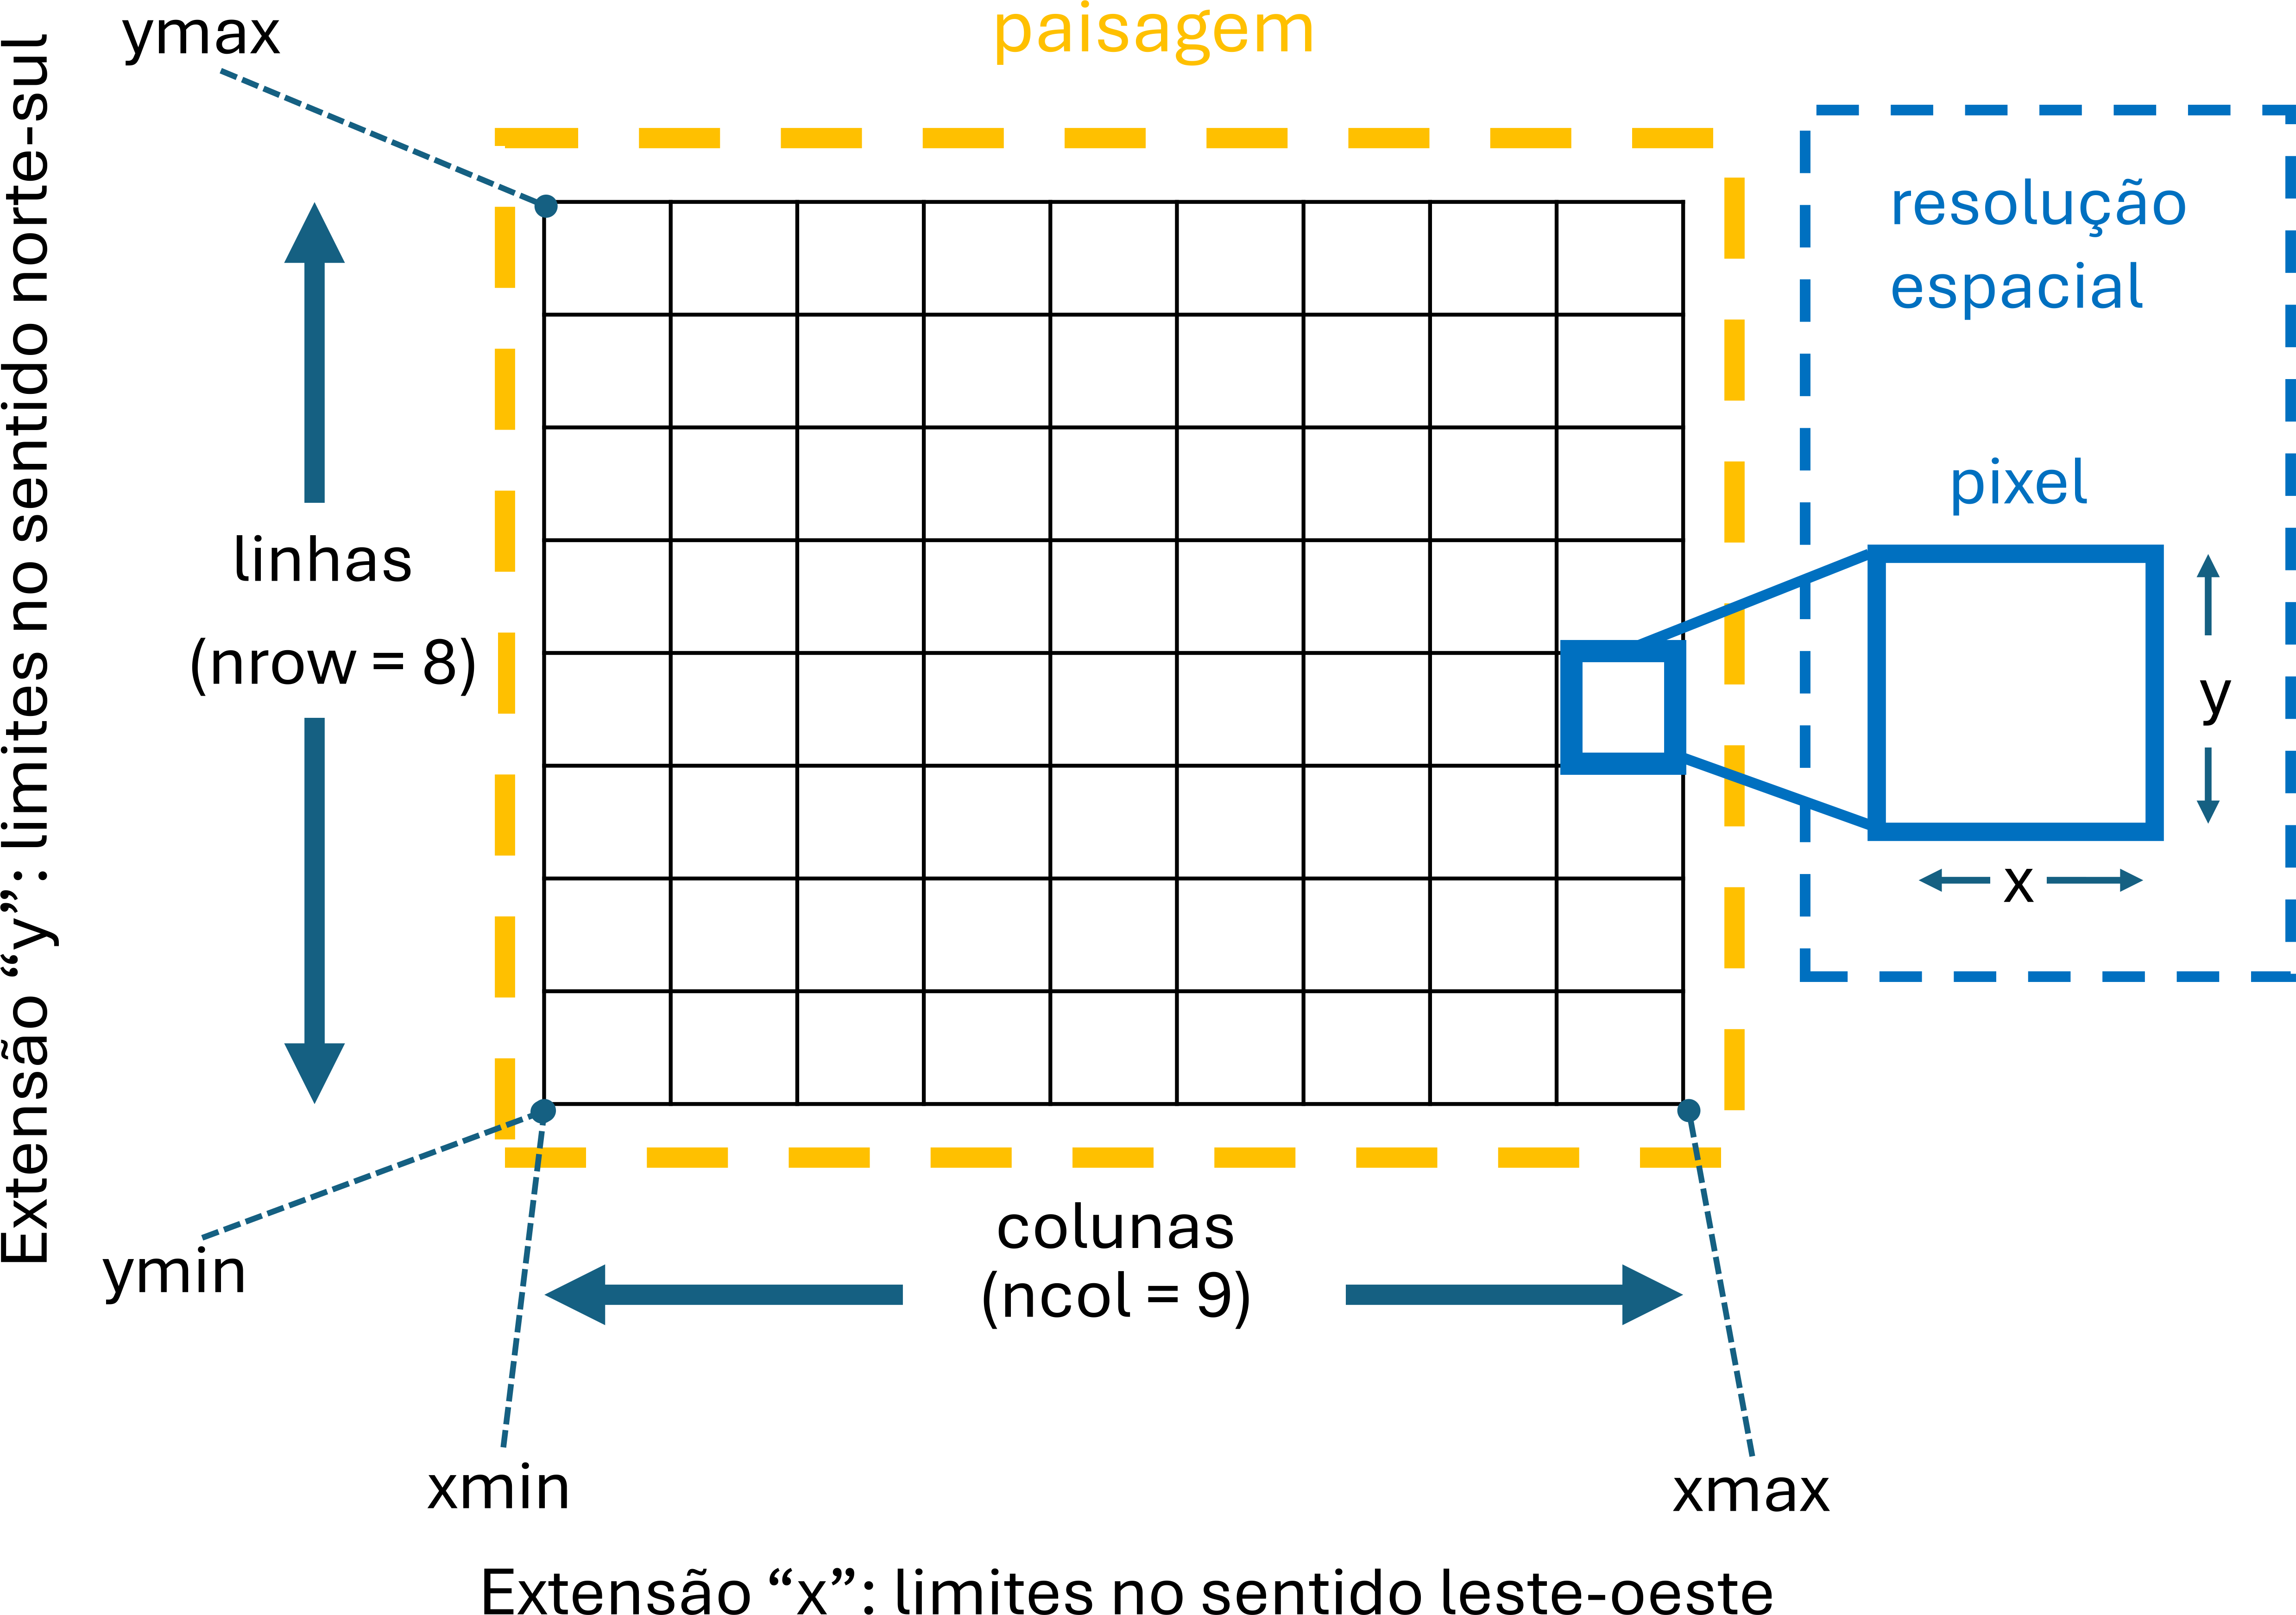 ymax
paisagem
Extensão “y”: limites no sentido norte-sul
resolução
espacial
pixel
linhas
(nrow = 8)
y
x
colunas
(ncol = 9)
ymin
xmin
xmax
Extensão “x”: limites no sentido leste-oeste